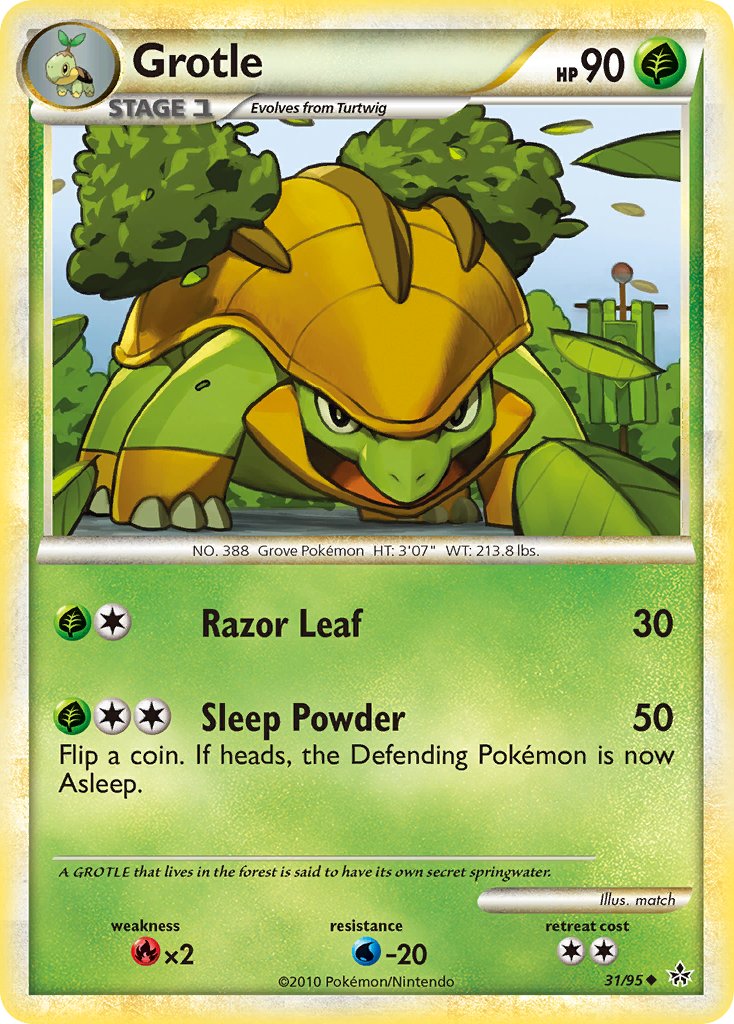 Grotle
HP 90
STAGE 1
Evolves from Turtwig
NO. 388 Grove Pokémon HT: 3'07" WT: 213.8 lbs.
Razor Leaf 30
Sleep Powder 50
Flip a coin. If heads, the Defending Pokémon is now
Asleep.
A GROTLE that lives in the forest is said to have its own secret springwater.
Illus. match
weakness resistance retreat cost
×2 -20
©2010 Pokémon/Nintendo
31/95